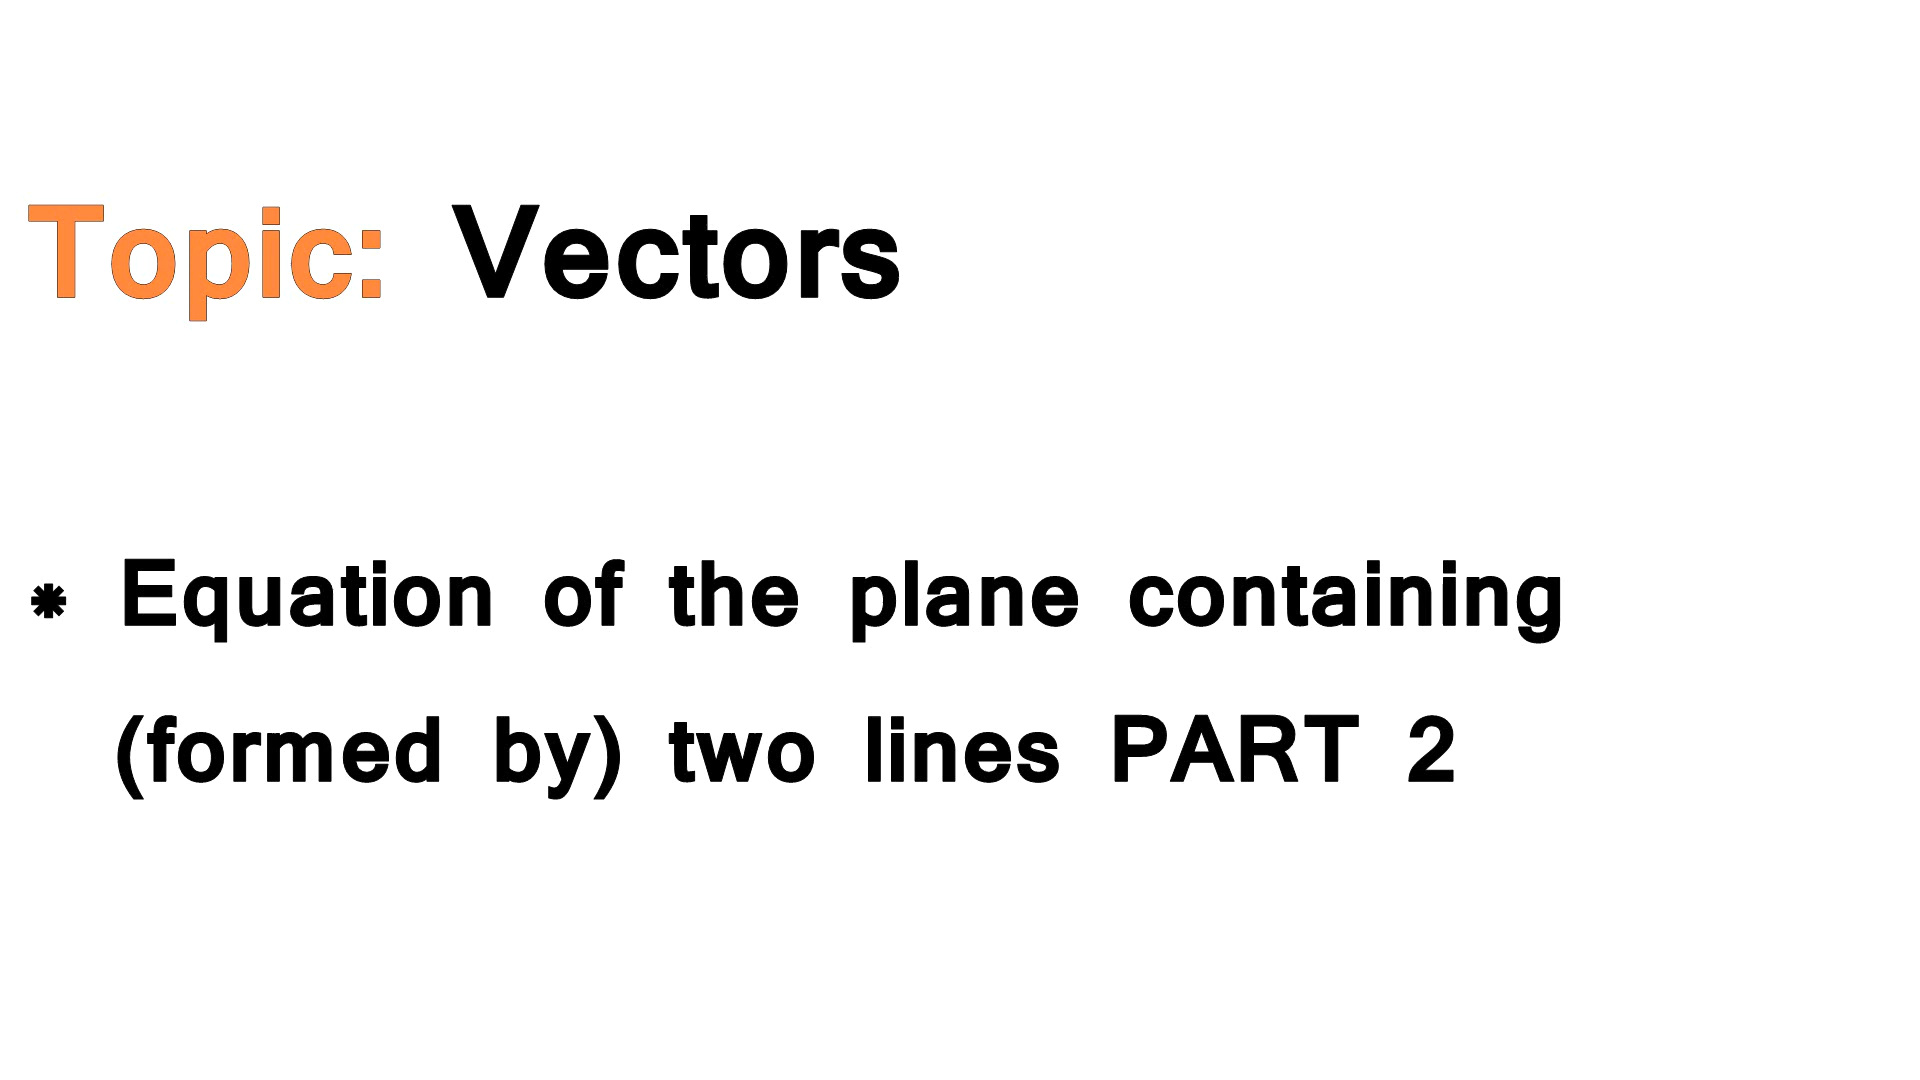 Topic: Vectors
* Equation of the plane containing
(formed by) two lines PART 2